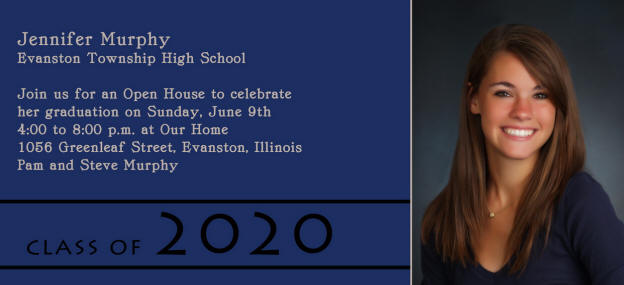 Jennifer Murphy
Evanston Township High School
Join us for an Open House to celebrate
her graduation on Sunday, June 9th
4:00 to 8:00 p.m. at Our Home
1056 Greenleaf Street, Evanston, Illinois
Pam and Steve Murphy
CLASS OF 2020